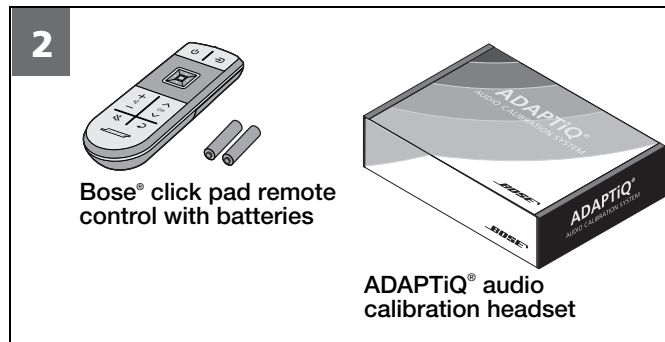 2
Bose® click pad remote
control with batteries
ADAPTiQ®
AUDIO CALIBRATION SYSTEM
BOSE
BOSE
ADAPTiQ®
AUDIO CALIBRATION SYSTEM
ADAPTiQ® audio
calibration headset